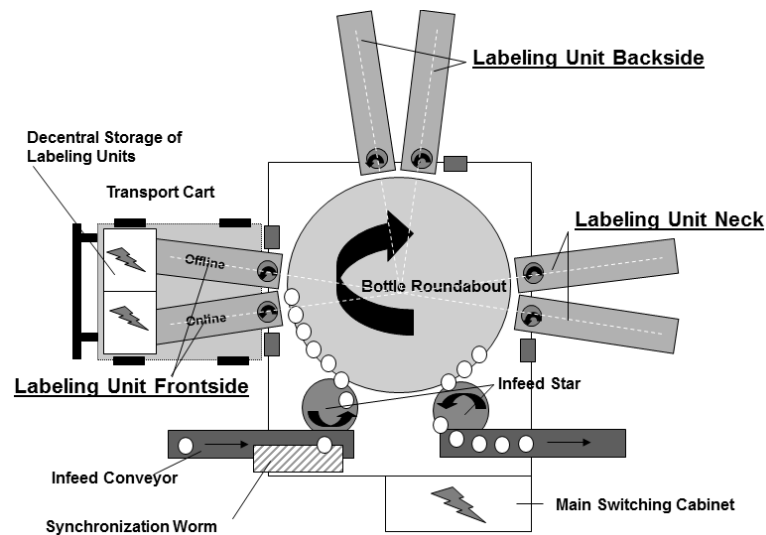 Labeling Unit Backside
Decentral Storage of
Labeling Units
Transport Cart
Labeling Unit Neck
Offline
Bottle Roundabout
Online
Labeling Unit Frontside
Infeed Star
Infeed Conveyor
Main Switching Cabinet
Synchronization Worm